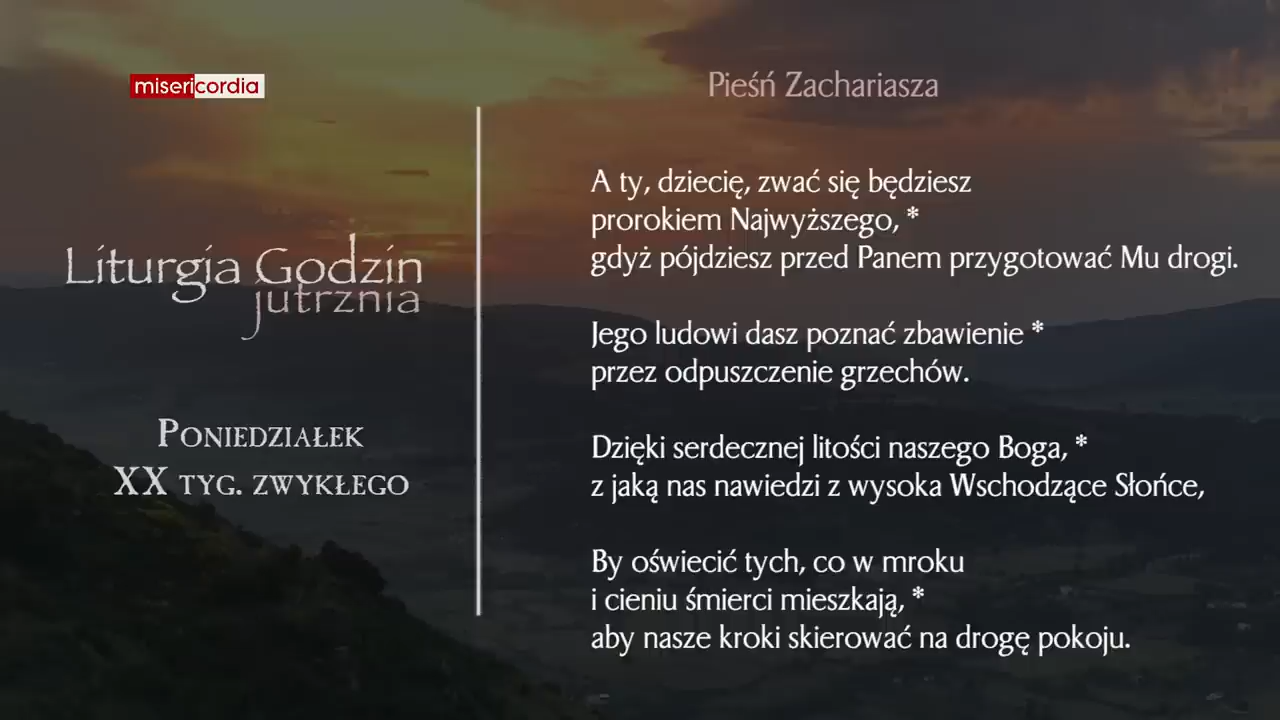 misericordia
Liturgia Godzin
jutrznia
Poniedziałek
XX tyg. zwykłego
Pieśń Zachariasza
A ty, dziecię, zwać się będziesz
prorokiem Najwyższego, *
gdyż pójdziesz przed Panem przygotować Mu drogi.
Jego ludowi dasz poznać zbawienie *
przez odpuszczenie grzechów.
Dzięki serdecznej litości naszego Boga, *
z jaką nas nawiedzi z wysoka Wschodzące Słońce,
By oświecić tych, co w mroku
i cieniu śmierci mieszkają, *
aby nasze kroki skierować na drogę pokoju.